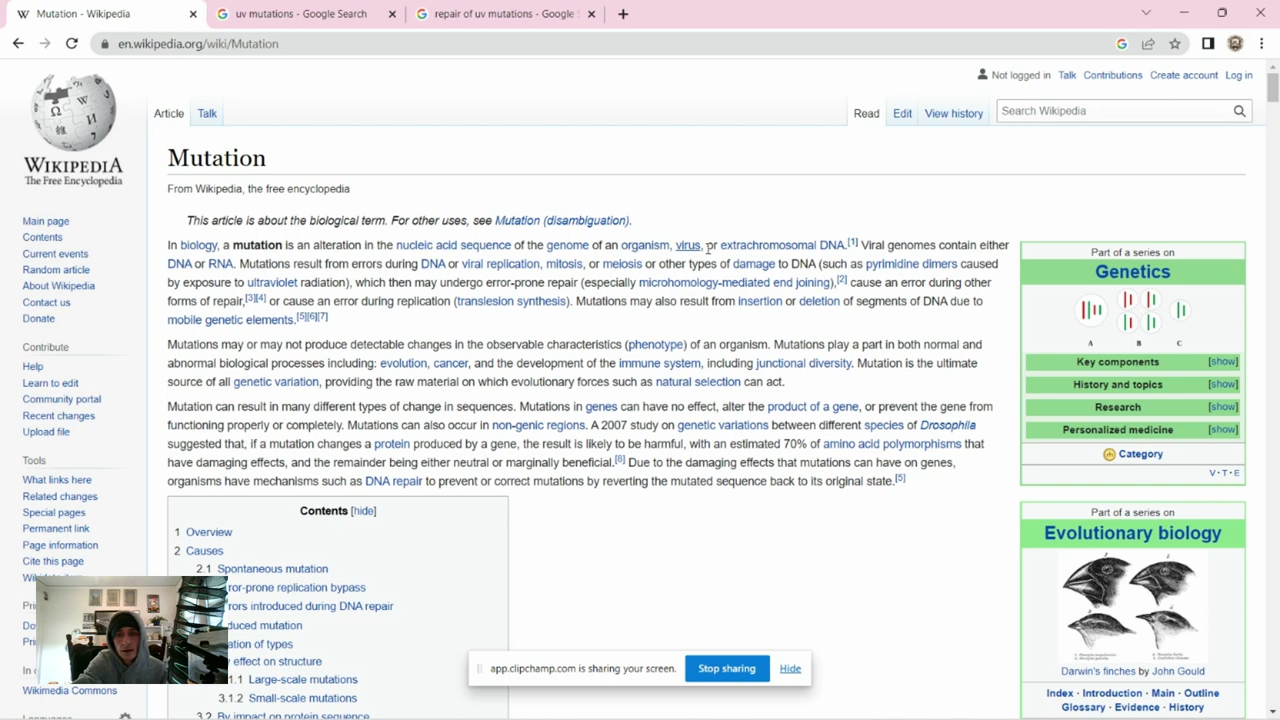 Mutation - Wikipedia
uv mutations - Google Search
repair of uv mutations - Google
en.wikipedia.org/wiki/Mutation
Not logged in Talk Contributions Create account Log in
Article Talk
Read Edit View history
Search Wikipedia
WIKIPEDIA
The Free Encyclopedia
Main page
Contents
Current events
Random article
About Wikipedia
Contact us
Donate
Contribute
Help
Learn to edit
Community portal
Recent changes
Upload file
Tools
What links here
Related changes
Special pages
Permanent link
Page information
Cite this page
Wikimedia Commons
Mutation
From Wikipedia, the free encyclopedia
This article is about the biological term. For other uses, see Mutation (disambiguation).
In biology, a mutation is an alteration in the nucleic acid sequence of the genome of an organism, virus, or extrachromosomal DNA.[1] Viral genomes contain either
DNA or RNA. Mutations result from errors during DNA or viral replication, mitosis, or meiosis or other types of damage to DNA (such as pyrimidine dimers caused
by exposure to ultraviolet radiation), which then may undergo error-prone repair (especially microhomology-mediated end joining),[2] cause an error during other
forms of repair,[3][4] or cause an error during replication (translesion synthesis). Mutations may also result from insertion or deletion of segments of DNA due to
mobile genetic elements.[5][6][7]
Mutations may or may not produce detectable changes in the observable characteristics (phenotype) of an organism. Mutations play a part in both normal and
abnormal biological processes including: evolution, cancer, and the development of the immune system, including junctional diversity. Mutation is the ultimate
source of all genetic variation, providing the raw material on which evolutionary forces such as natural selection can act.
Mutation can result in many different types of change in sequences. Mutations in genes can have no effect, alter the product of a gene, or prevent the gene from
functioning properly or completely. Mutations can also occur in non-genic regions. A 2007 study on genetic variations between different species of Drosophila
suggested that, if a mutation changes a protein produced by a gene, the result is likely to be harmful, with an estimated 70% of amino acid polymorphisms that
have damaging effects, and the remainder being either neutral or marginally beneficial.[8] Due to the damaging effects that mutations can have on genes,
organisms have mechanisms such as DNA repair to prevent or correct mutations by reverting the mutated sequence back to its original state.[5]
Contents [hide]
1 Overview
2 Causes
2.1 Spontaneous mutation
ror-prone replication bypass
rors introduced during DNA repair
duced mutation
ation of types
y effect on structure
1.1 Large-scale mutations
3.1.2 Small-scale mutations
3.2 By impact on protein sequence
Part of a series on
Genetics
A B C
Key components [show]
History and topics [show]
Research [show]
Personalized medicine [show]
Category
V·T·E
Part of a series on
Evolutionary biology
Darwin's finches by John Gould
Index · Introduction · Main · Outline
Glossary · Evidence · History
app.clipchamp.com is sharing your screen. Stop sharing Hide